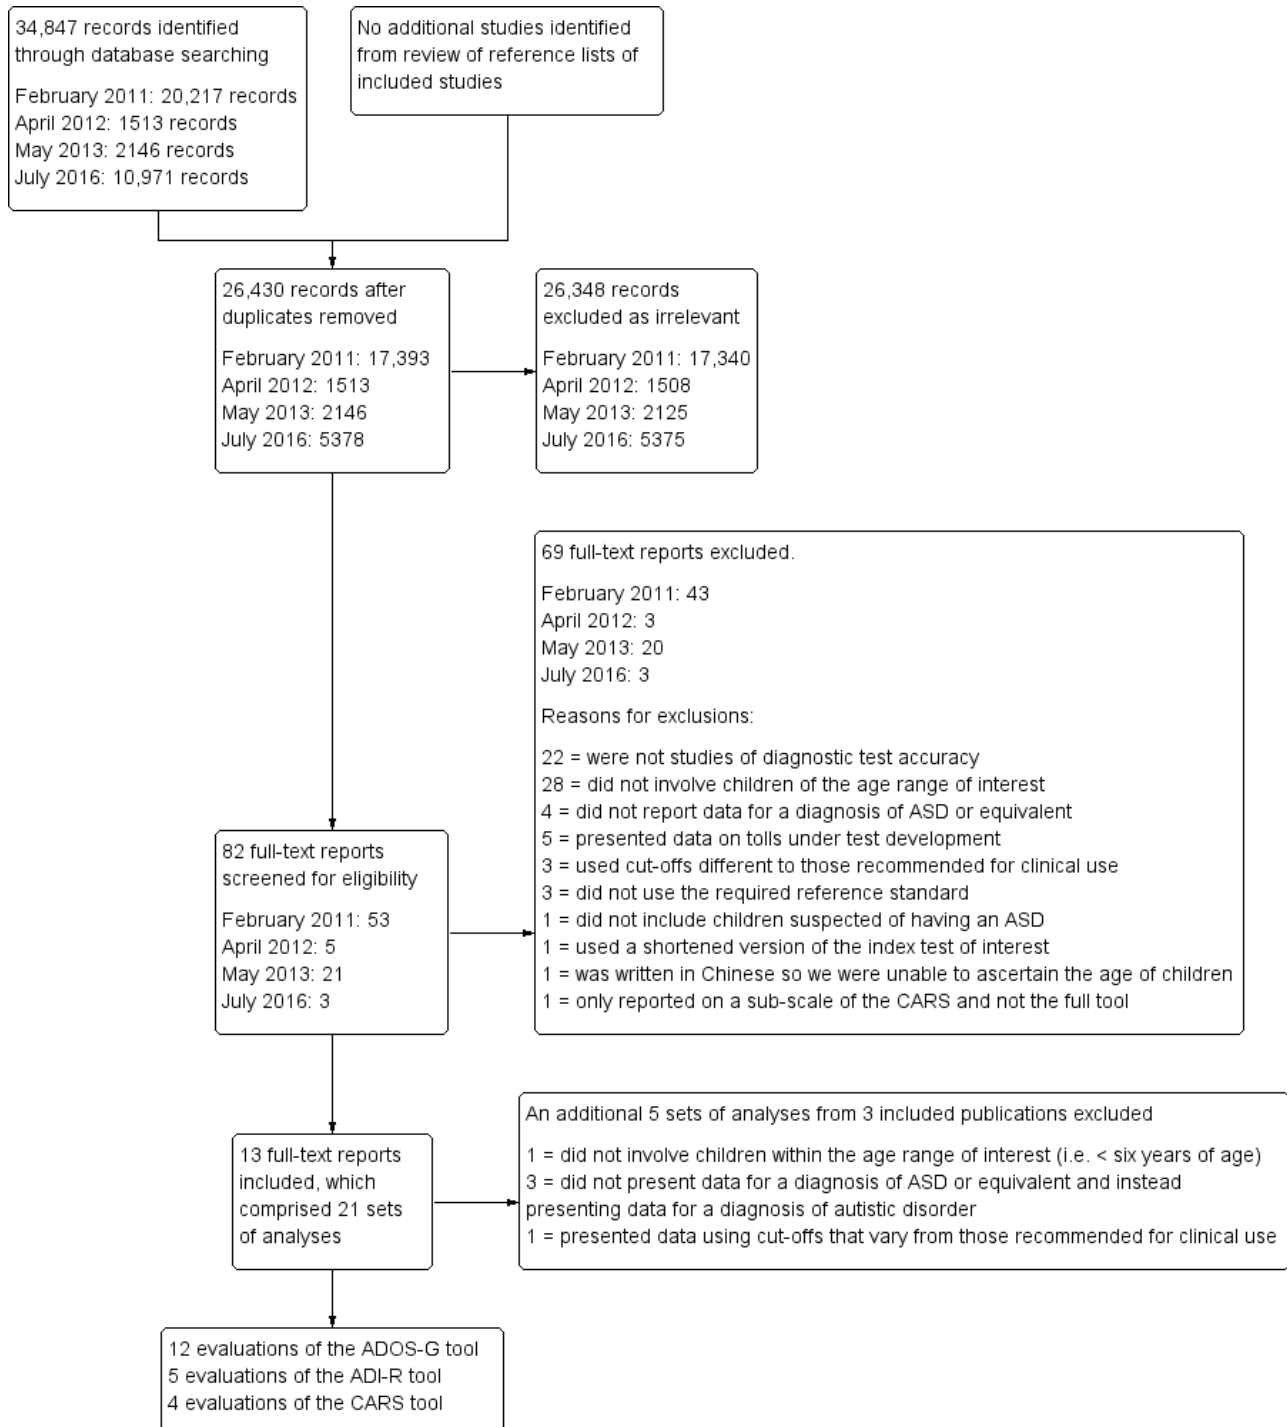 34,847 records identified
through database searching
February 2011: 20,217 records
April 2012: 1513 records
May 2013: 2146 records
July 2016: 10,971 records
No additional studies identified
from review of reference lists of
included studies
26,430 records after
duplicates removed
February 2011: 17,393
April 2012: 1513
May 2013: 2146
July 2016: 5378
26,348 records
excluded as irrelevant
February 2011: 17,340
April 2012: 1508
May 2013: 2125
July 2016: 5375
69 full-text reports excluded.
February 2011: 43
April 2012: 3
May 2013: 20
July 2016: 3
Reasons for exclusions:
22 = were not studies of diagnostic test accuracy
28 = did not involve children of the age range of interest
4 = did not report data for a diagnosis of ASD or equivalent
5 = presented data on tolls under test development
3 = used cut-offs different to those recommended for clinical use
3 = did not use the required reference standard
1 = did not include children suspected of having an ASD
1 = used a shortened version of the index test of interest
1 = was written in Chinese so we were unable to ascertain the age of children
1 = only reported on a sub-scale of the CARS and not the full tool
82 full-text reports
screened for eligibility
February 2011: 53
April 2012: 5
May 2013: 21
July 2016: 3
An additional 5 sets of analyses from 3 included publications excluded
1 = did not involve children within the age range of interest (i.e. < six years of age)
3 = did not present data for a diagnosis of ASD or equivalent and instead
presenting data for a diagnosis of autistic disorder
1 = presented data using cut-offs that vary from those recommended for clinical use
13 full-text reports
included, which
comprised 21 sets
of analyses
12 evaluations of the ADOS-G tool
5 evaluations of the ADI-R tool
4 evaluations of the CARS tool